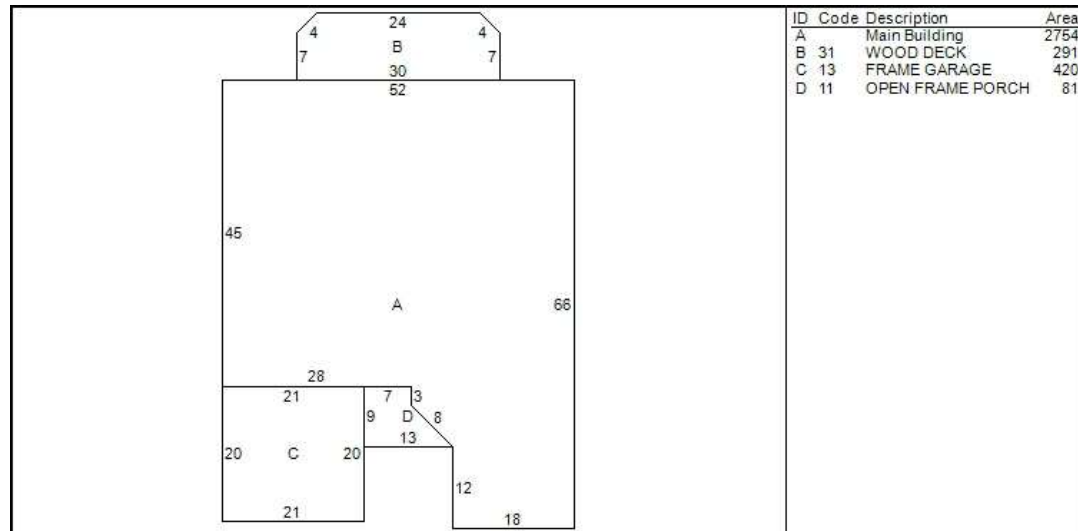 24
4 4
B
7 7
30
52
45
A
66
28
21 7 3
9 D 8
13
20 C 20
12
21 18
ID Code Description Area
A Main Building 2754
B 31 WOOD DECK 291
C 13 FRAME GARAGE 420
D 11 OPEN FRAME PORCH 81